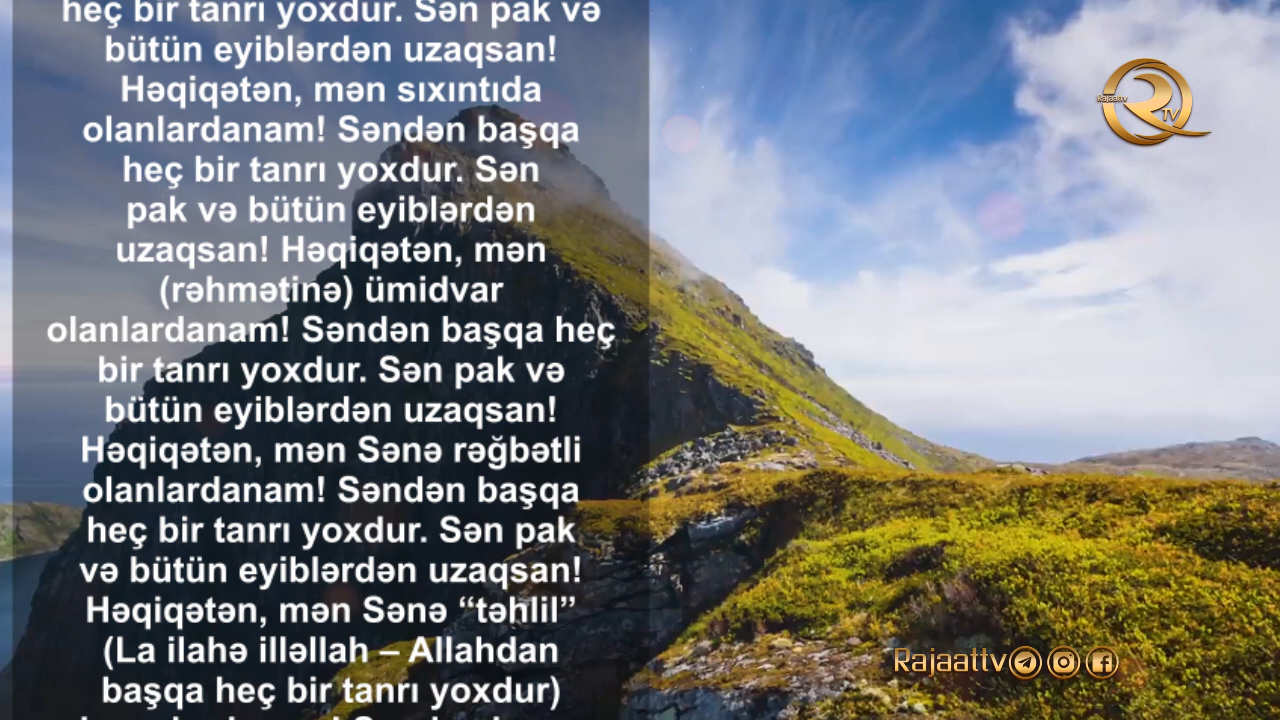 heç bir tanrı yoxdur. Sən pak və
bütün eyiblərdən uzaqsan!
Həqiqətən, mən sıxıntıda
olanlardanam! Səndən başqa
heç bir tanrı yoxdur. Sən
pak və bütün eyiblərdən
uzaqsan! Həqiqətən, mən
(rəhmətinə) ümidvar
olanlardanam! Səndən başqa heç
bir tanrı yoxdur. Sən pak və
bütün eyiblərdən uzaqsan!
Həqiqətən, mən Sənə rəğbətli
olanlardanam! Səndən başqa
heç bir tanrı yoxdur. Sən pak
və bütün eyiblərdən uzaqsan!
Həqiqətən, mən Sənə “təhlil”
(La ilahə illəllah – Allahdan
başqa heç bir tanrı yoxdur)
Rajaattv
TV
Rajaattv